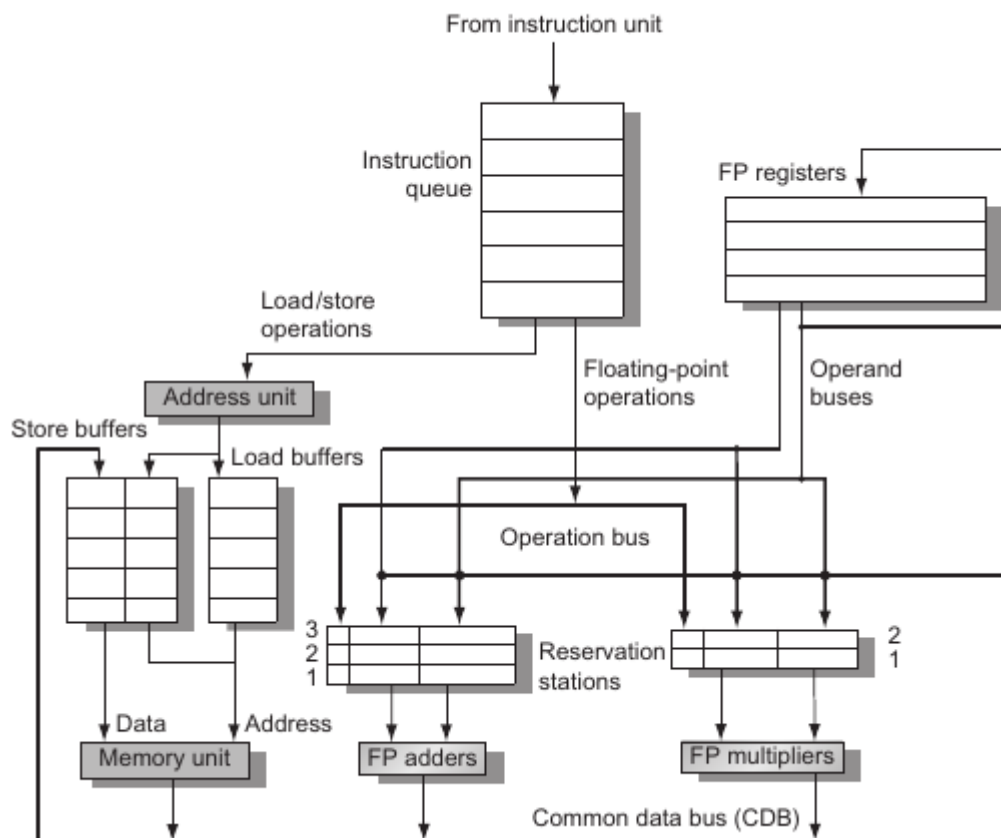 From instruction unit
Instruction
queue
FP registers
Load/store
operations
Address unit
Floating-point
operations
Operand
buses
Store buffers
Load buffers
Operation bus
3
2
1
Reservation
stations
2
1
Data
Address
Memory unit
FP adders
FP multipliers
Common data bus (CDB)